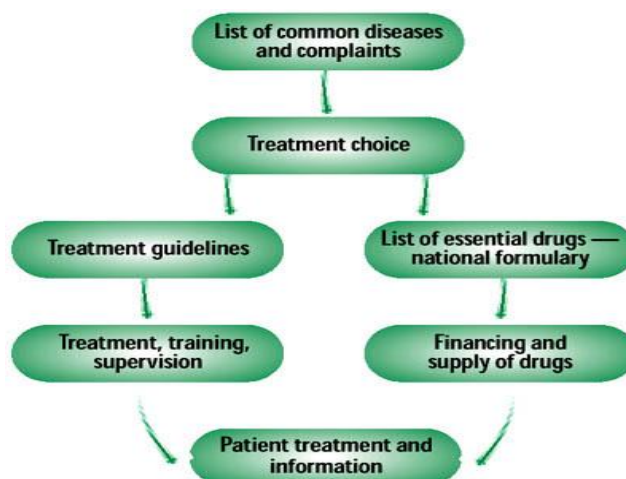 List of common diseases
and complaints
Treatment choice
Treatment guidelines
List of essential drugs —
national formulary
Treatment, training,
supervision
Financing and
supply of drugs
Patient treatment and
information